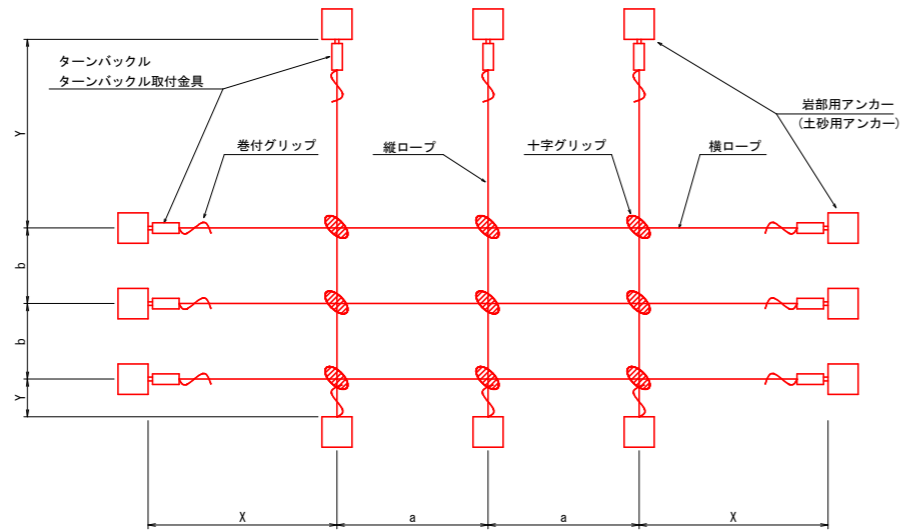 ターンバックル
ターンバックル取付金具
巻付グリップ
縦ロープ
十字グリップ
横ロープ
岩部用アンカー
(土砂用アンカー)
Y
b
b
Y
X
a
a
X